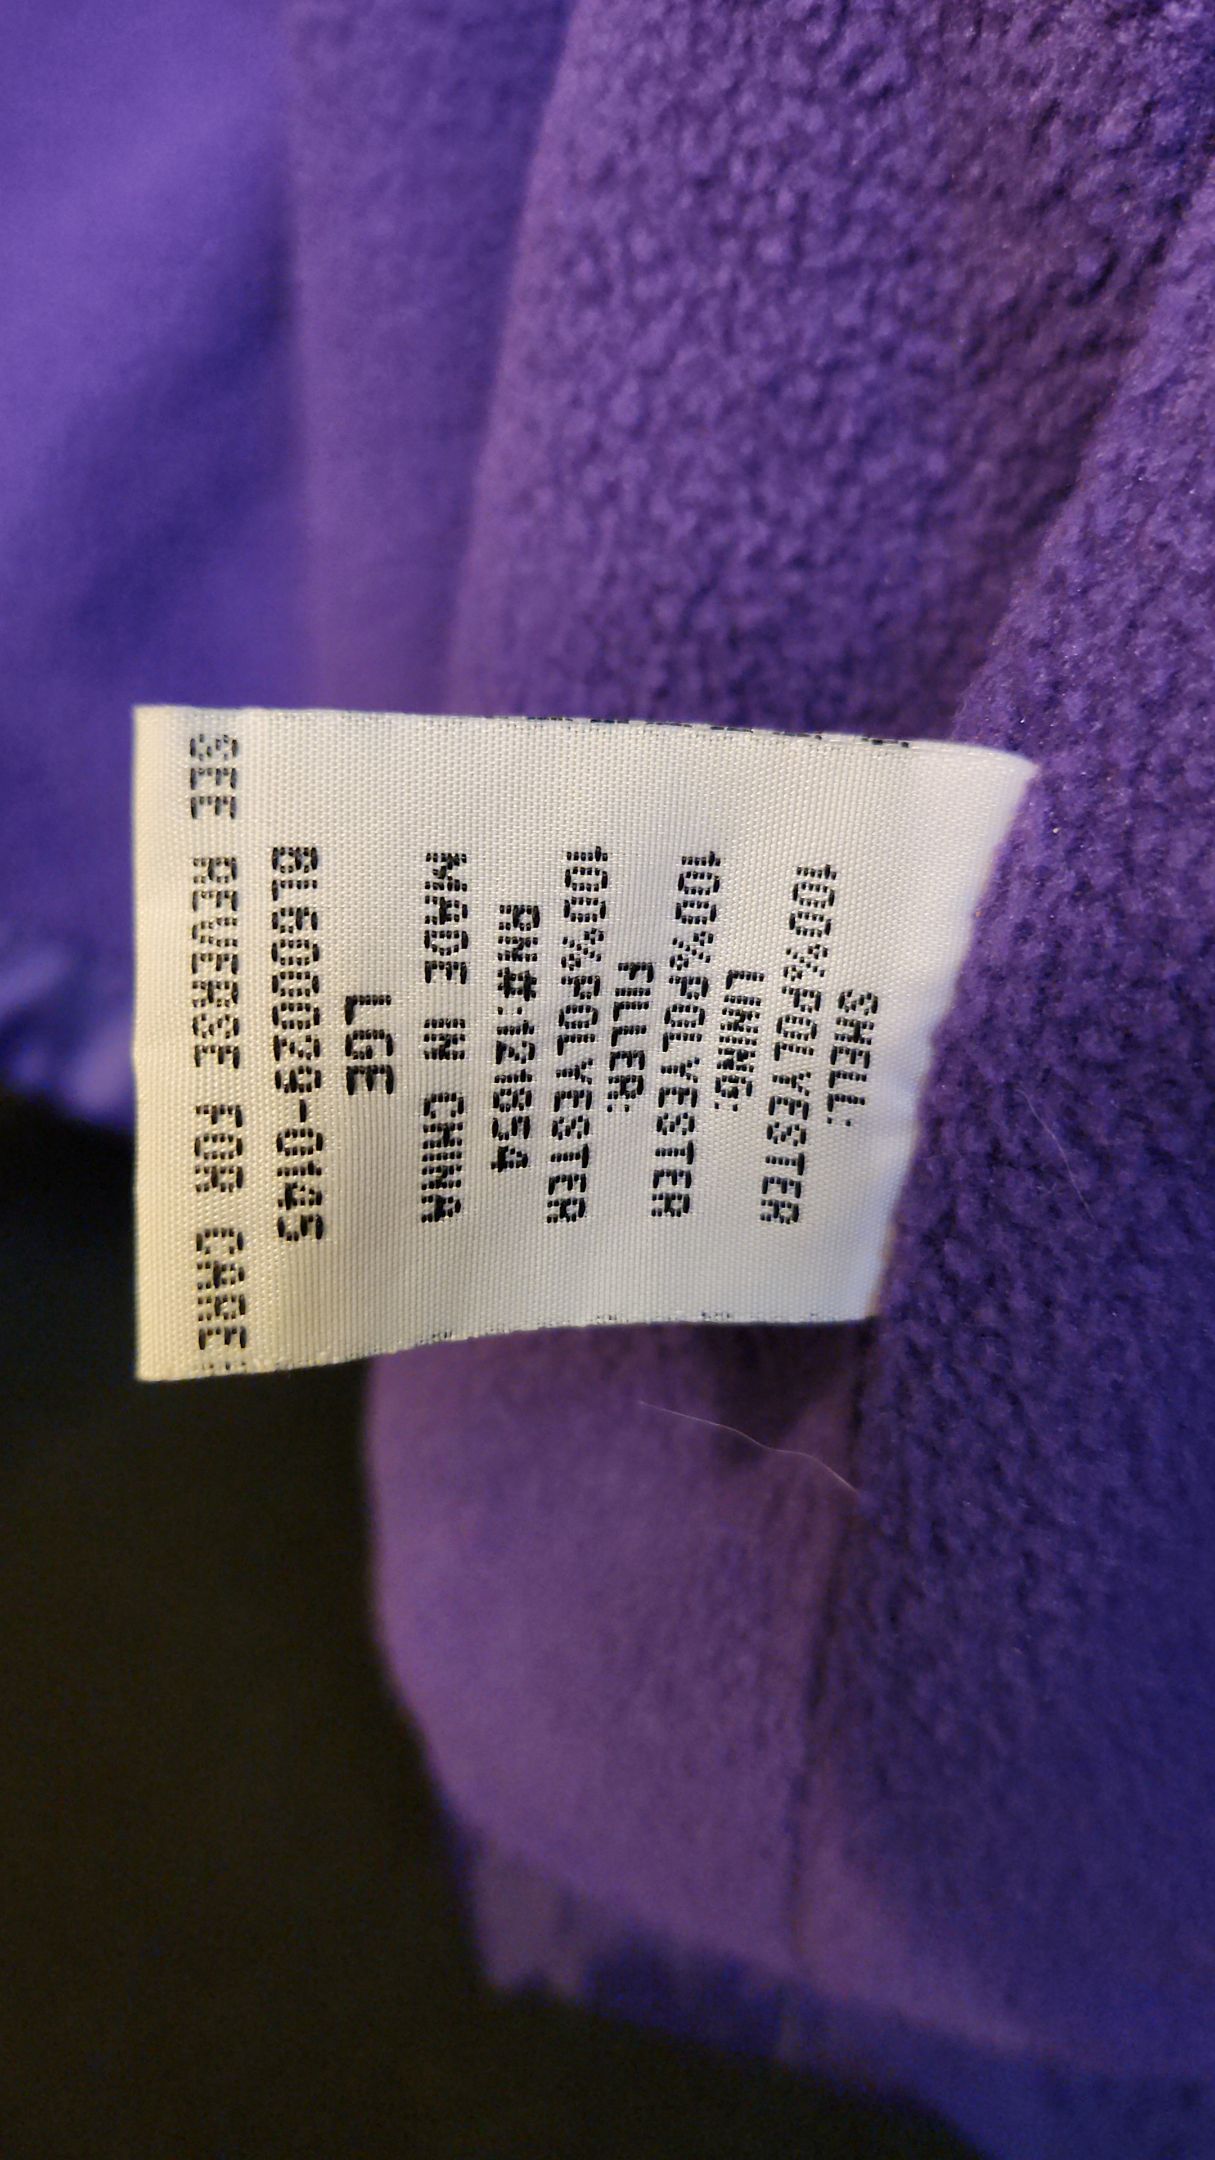 SHELL:
100%POLYESTER
LINING:
100%POLYESTER
FILLER:
100%POLYESTER
RN#:121854
MADE IN CHINA
LGE
GL600029-0145
SEE REVERSE FOR CARE